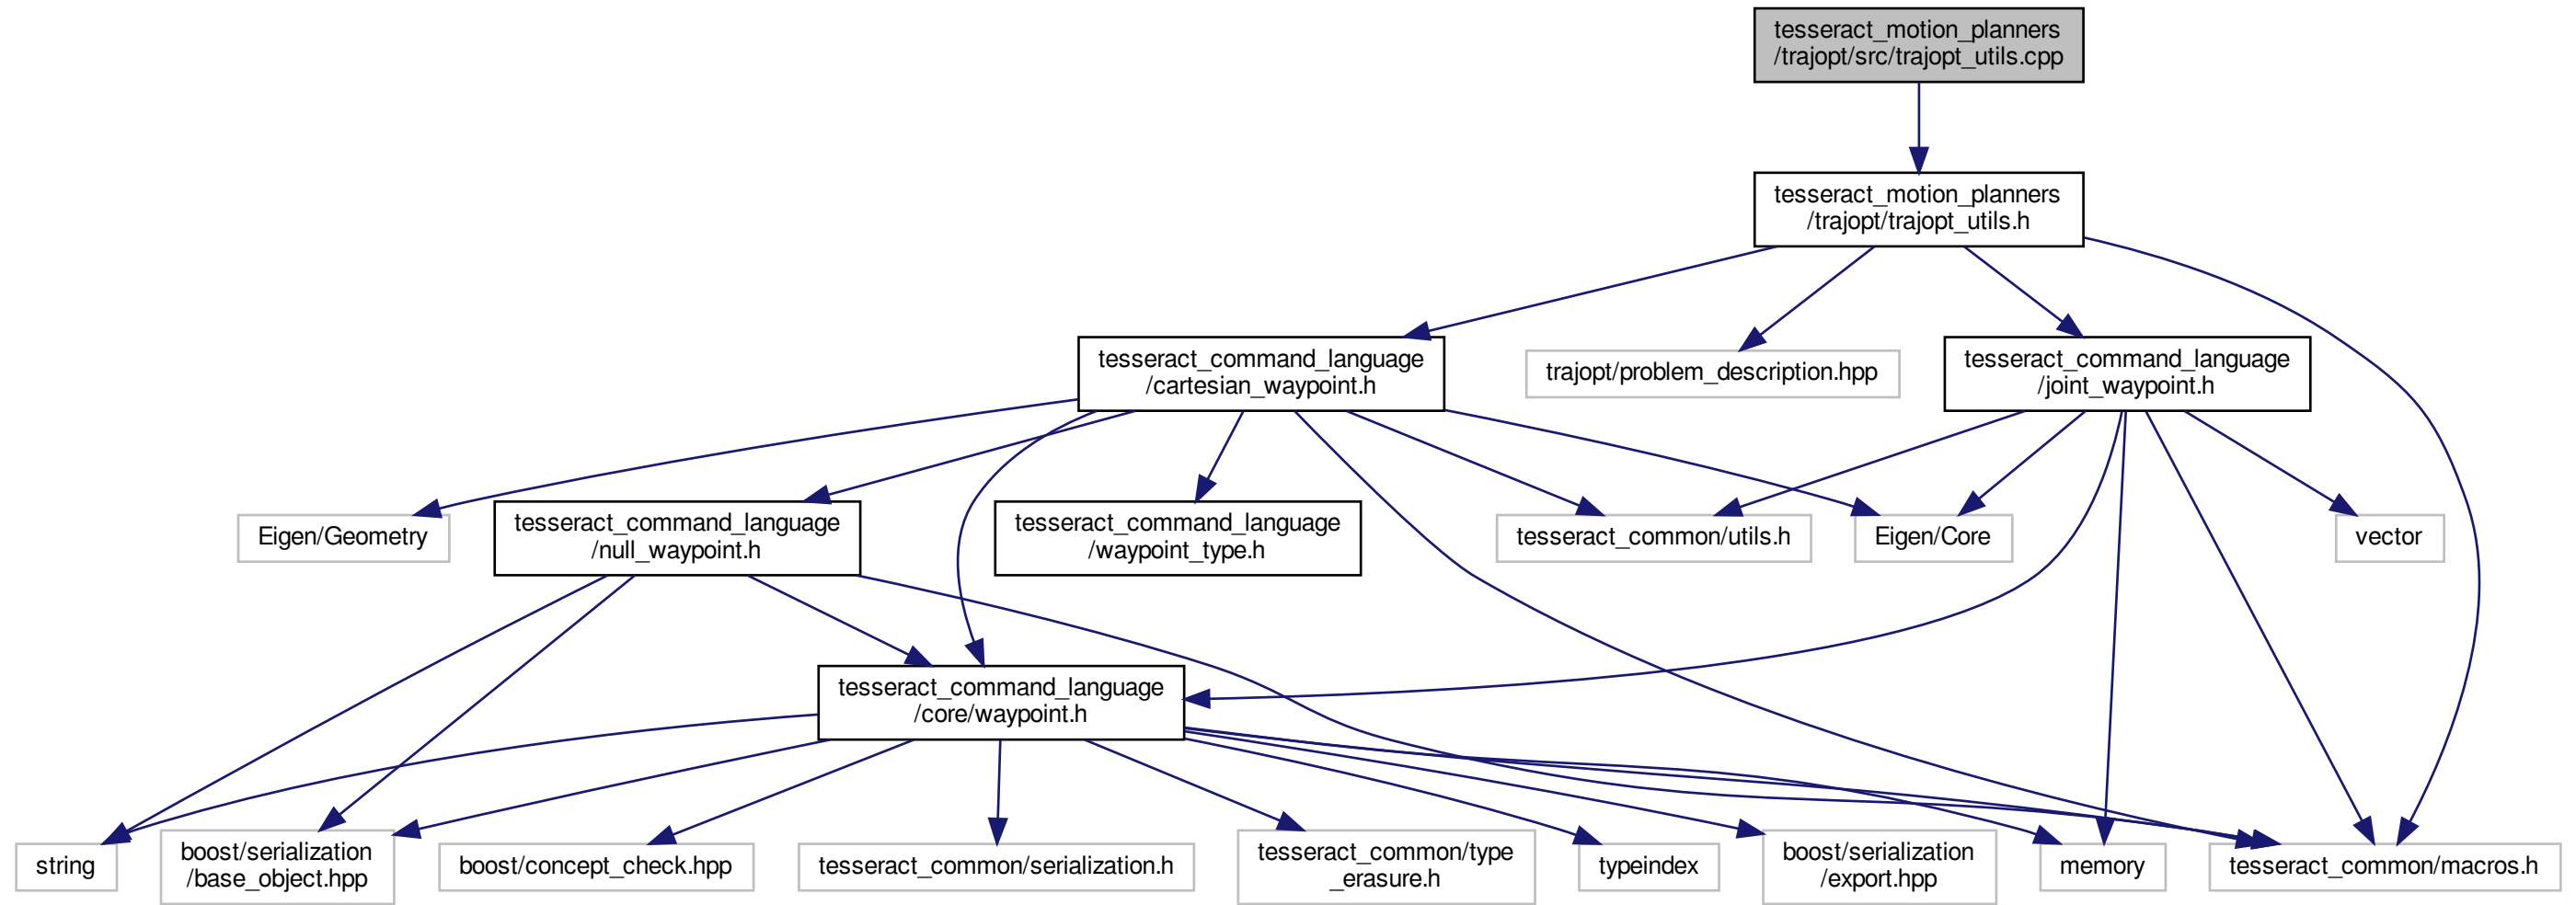 tesseract_motion_planners
/trajopt/src/trajopt_utils.cpp
tesseract_motion_planners
/trajopt/trajopt_utils.h
tesseract_command_language
/cartesian_waypoint.h
trajopt/problem_description.hpp
tesseract_command_language
/joint_waypoint.h
Eigen/Geometry
tesseract_command_language
/null_waypoint.h
tesseract_command_language
/waypoint_type.h
tesseract_common/utils.h
Eigen/Core
vector
tesseract_command_language
/core/waypoint.h
string
boost/serialization
/base_object.hpp
boost/concept_check.hpp
tesseract_common/serialization.h
tesseract_common/type
_erasure.h
typeindex
boost/serialization
/export.hpp
memory
tesseract_common/macros.h